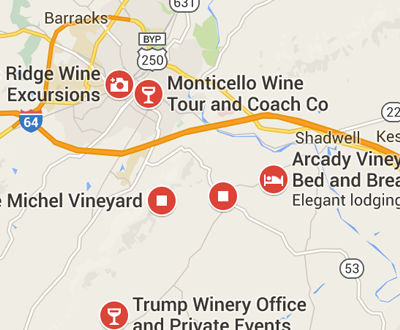 631
Barracks
BYP
250
Ridge Wine
Excursions
Monticello Wine
Tour and Coach Co
64
22
Shadwell
Kes
Arcady Viney
Bed and Brea
Elegant lodging
e Michel Vineyard
53
Trump Winery Office
and Private Events